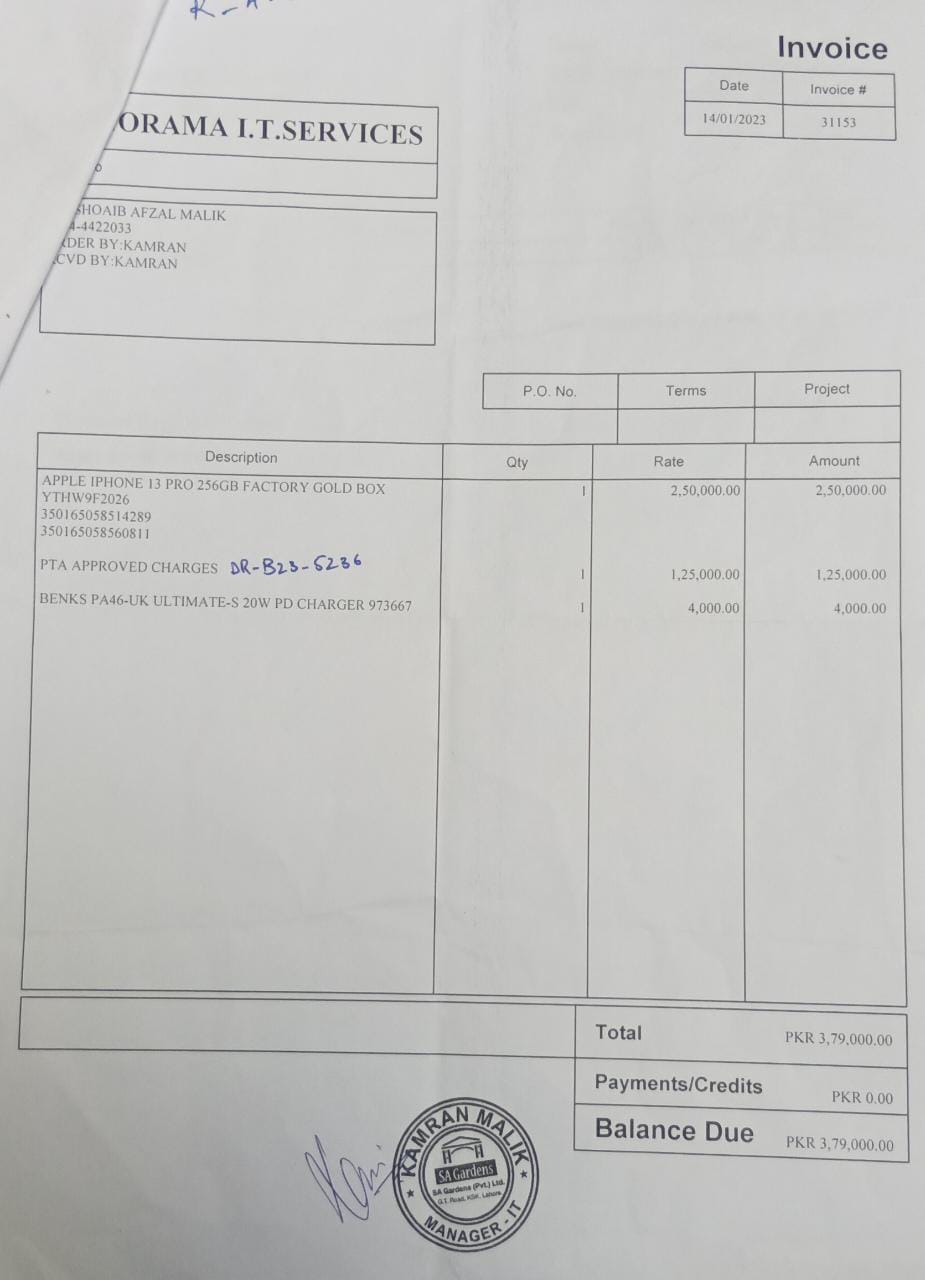 Invoice
Date Invoice #
14/01/2023 31153
ORAMA I.T.SERVICES
SHOAIB AFZAL MALIK
4-4422033
DER BY:KAMRAN
CVD BY:KAMRAN
P.O. No. Terms Project
Description Qty Rate Amount
APPLE IPHONE 13 PRO 256GB FACTORY GOLD BOX 1 2,50,000.00 2,50,000.00
YTHW9F2026
350165058514289
350165058560811
PTA APPROVED CHARGES DR-B23-5236 1 1,25,000.00 1,25,000.00
BENKS PA46-UK ULTIMATE-S 20W PD CHARGER 973667 1 4,000.00 4,000.00
Total PKR 3,79,000.00
Payments/Credits PKR 0.00
Balance Due PKR 3,79,000.00
KAMRAN MALIK
SA Gardens
SA Gardens (Pvt.) Ltd.
G.T. Road, KSK, Lahore.
MANAGER - IT